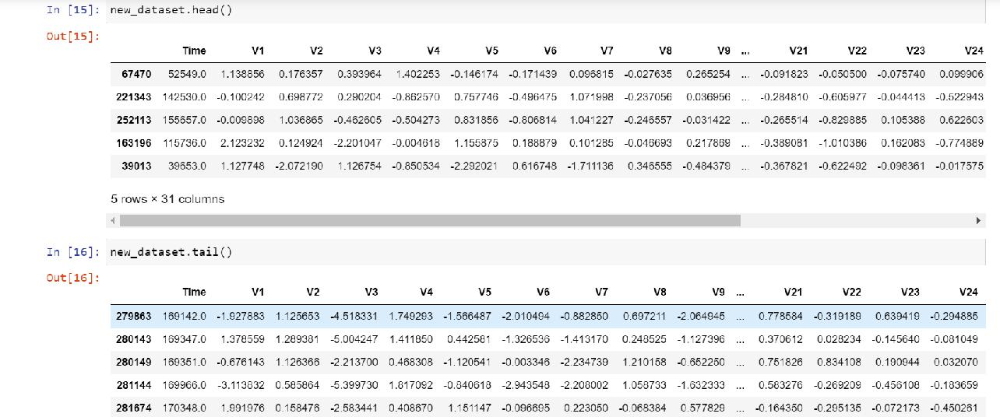 In [15]: new_dataset.head()
Out[15]:
Time V1 V2 V3 V4 V5 V6 V7 V8 V9 ... V21 V22 V23 V24
67470 52549.0 1.138856 0.176357 0.393964 1.402253 -0.146174 -0.171439 0.096815 -0.027635 0.265254 ... -0.091823 -0.050500 -0.075740 0.099906
221343 142530.0 -0.100242 0.698772 0.290204 -0.862570 0.757746 -0.496475 1.071998 -0.237056 0.036956 ... -0.284810 -0.605977 -0.044413 -0.522943
252113 155657.0 -0.009898 1.036865 -0.462605 -0.504273 0.831856 -0.806814 1.041227 -0.246557 -0.031422 ... -0.265514 -0.829885 0.105388 0.622603
163196 115736.0 2.123232 0.124924 -2.201047 -0.004618 1.155875 0.188879 0.101285 -0.046693 0.217869 ... -0.389081 -1.010386 0.162083 -0.774889
39013 39653.0 1.127748 -2.072190 1.126754 -0.850534 -2.292021 0.616748 -1.711136 0.346555 -0.484379 ... -0.367821 -0.622492 -0.098361 -0.017575
5 rows × 31 columns
In [16]: new_dataset.tail()
Out[16]:
Time V1 V2 V3 V4 V5 V6 V7 V8 V9 ... V21 V22 V23 V24
279863 169142.0 -1.927883 1.125653 -4.518331 1.749293 -1.566487 -2.010494 -0.882850 0.697211 -2.064945 ... 0.778584 -0.319189 0.639419 -0.294885
280143 169347.0 1.378559 1.289381 -5.004247 1.411850 0.442581 -1.326536 -1.413170 0.248525 -1.127396 ... 0.370612 0.028234 -0.145640 -0.081049
280149 169351.0 -0.676143 1.126366 -2.213700 0.468308 -1.120541 -0.003346 -2.234739 1.210158 -0.652250 ... 0.751826 0.834108 0.190944 0.032070
281144 169966.0 -3.113832 0.585864 -5.399730 1.817092 -0.840618 -2.943548 -2.208002 1.058733 -1.632333 ... 0.583276 -0.269209 -0.456108 -0.183659
281674 170348.0 1.991976 0.158476 -2.583441 0.408670 1.151147 -0.096695 0.223050 -0.068384 0.577829 ... -0.164350 -0.295135 -0.072173 -0.450261